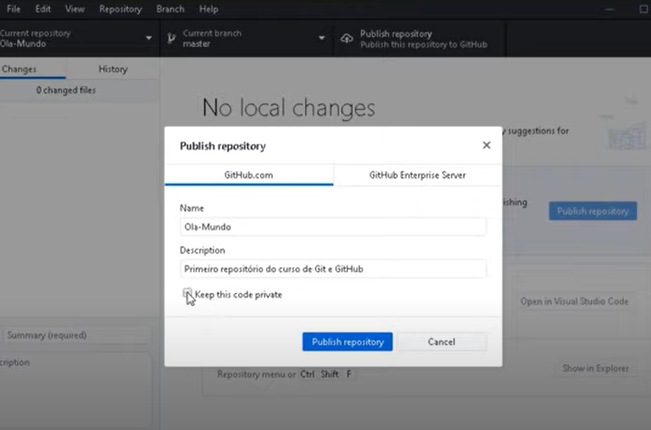 File Edit View Repository Branch Help
Current repository
Ola-Mundo
Current branch
master
Publish repository
Publish this repository to GitHub
Changes
History
0 changed files
No local changes
suggestions for
Publish repository
GitHub.com
GitHub Enterprise Server
Name
Ola-Mundo
Description
Primeiro repositório do curso de Git e GitHub
Keep this code private
Publish repository
Cancel
Publish repository
Open in Visual Studio Code
Show in Explorer
Repository menu or Ctrl Shift F
Summary (required)